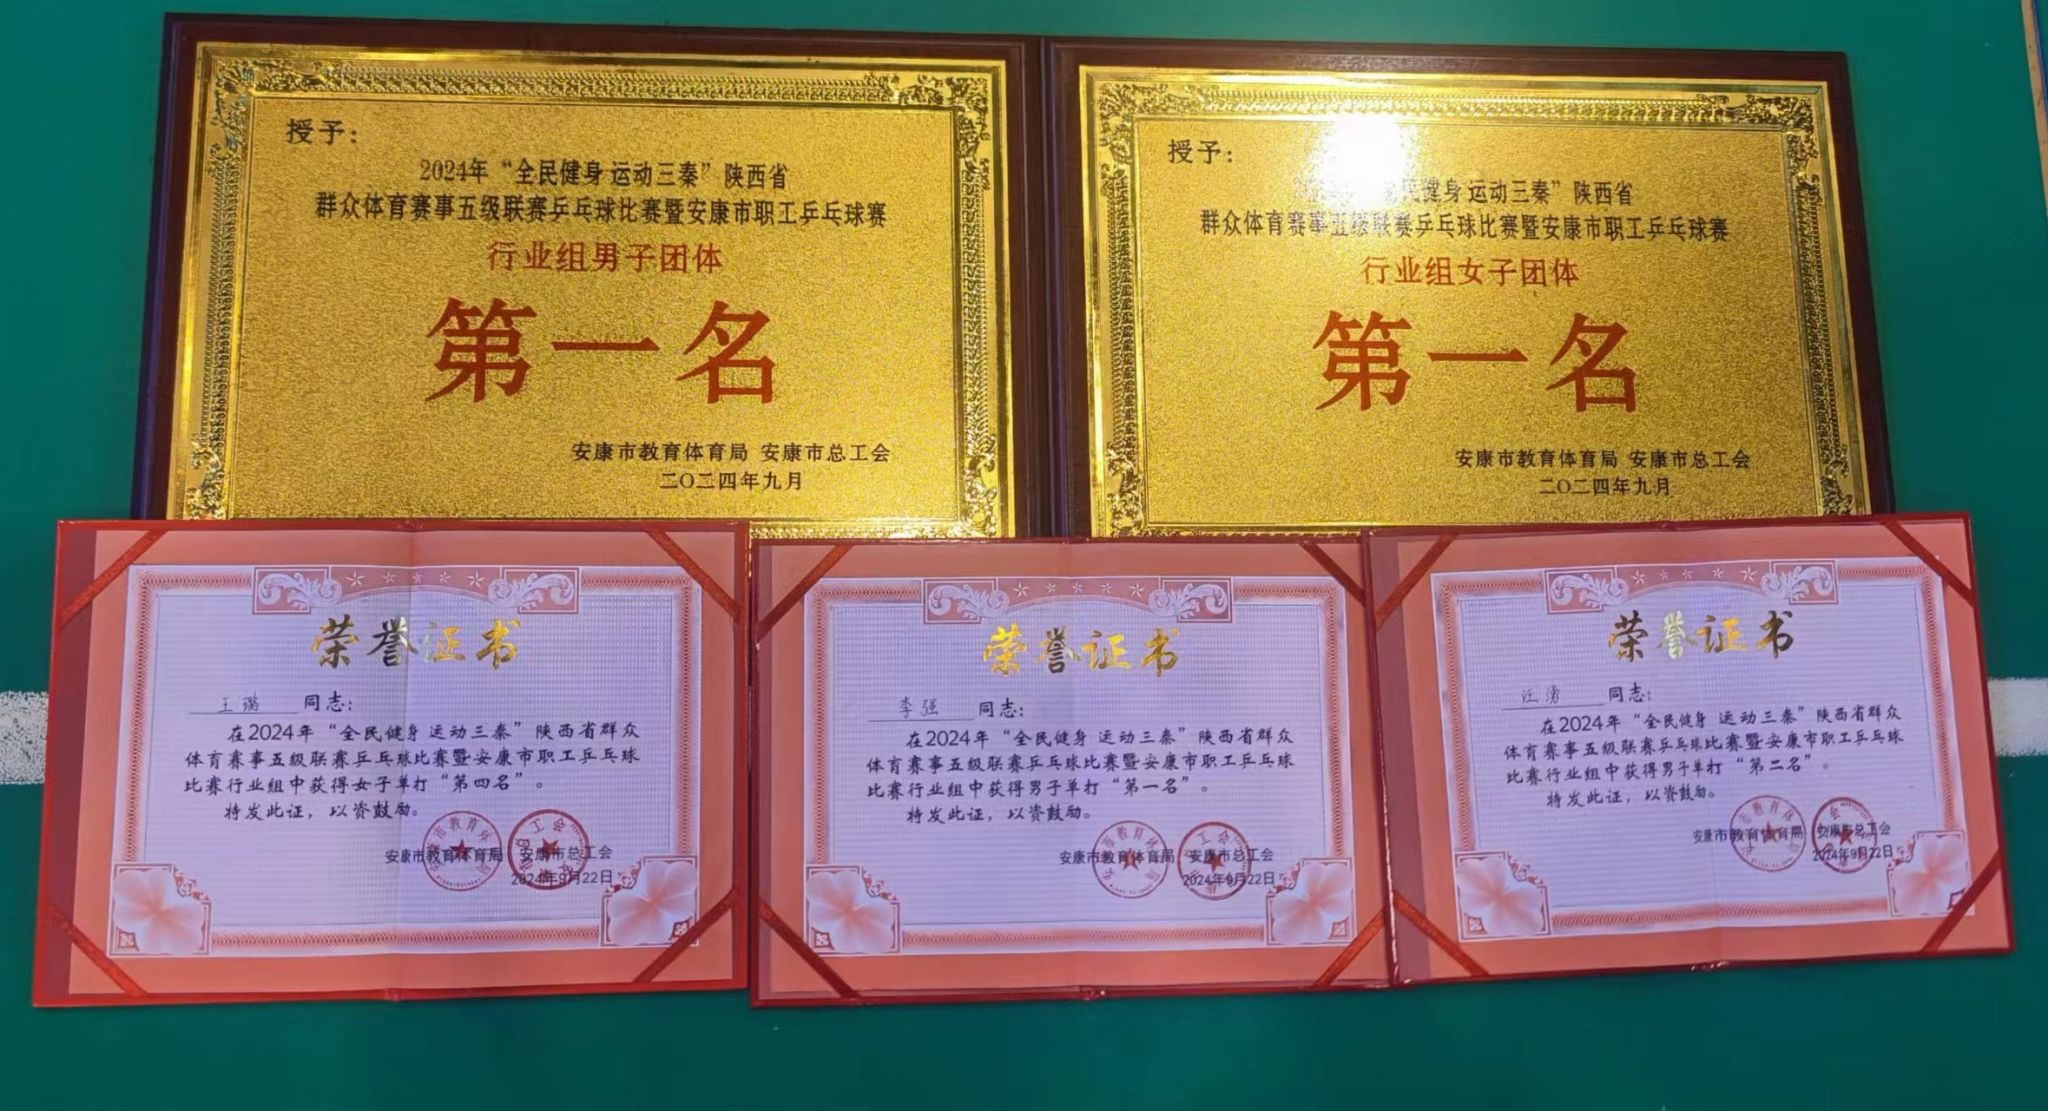 授予：
2024年“全民健身 运动三秦”陕西省
群众体育赛事五级联赛乒乓球比赛暨安康市职工乒乓球赛
行业组男子团体
第一名
安康市教育体育局 安康市总工会
二〇二四年九月
授予：
民健身 运动三秦”陕西省
群众体育赛事五级联赛乒乓球比赛暨安康市职工乒乓球赛
行业组女子团体
第一名
安康市教育体育局 安康市总工会
二〇二四年九月
荣誉证书
王璐 同志：
在2024年“全民健身 运动三秦”陕西省群众
体育赛事五级联赛乒乓球比赛暨安康市职工乒乓球
比赛行业组中获得女子单打“第四名”。
特发此证，以资鼓励。
安康市教育体育局 安康市总工会
2024年9月22日
荣誉证书
李强 同志：
在2024年“全民健身 运动三秦”陕西省群众
体育赛事五级联赛乒乓球比赛暨安康市职工乒乓球
比赛行业组中获得男子单打“第一名”。
特发此证，以资鼓励。
安康市教育体育局 安康市总工会
2024年9月22日
荣誉证书
汪勇 同志：
在2024年“全民健身 运动三秦”陕西省群众
体育赛事五级联赛乒乓球比赛暨安康市职工乒乓球
比赛行业组中获得男子单打“第二名”。
特发此证，以资鼓励。
安康市教育体育局 安康市总工会
2024年9月22日